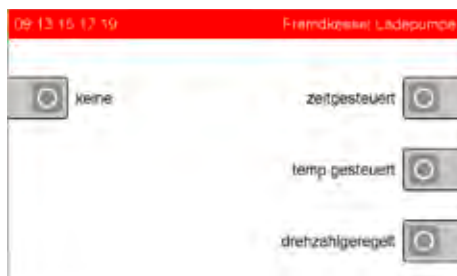 09 13 15 17 19 Fremdkessel Ladepumpe
keine zeitgesteuert
temp gesteuert
drehzahlgeregelt